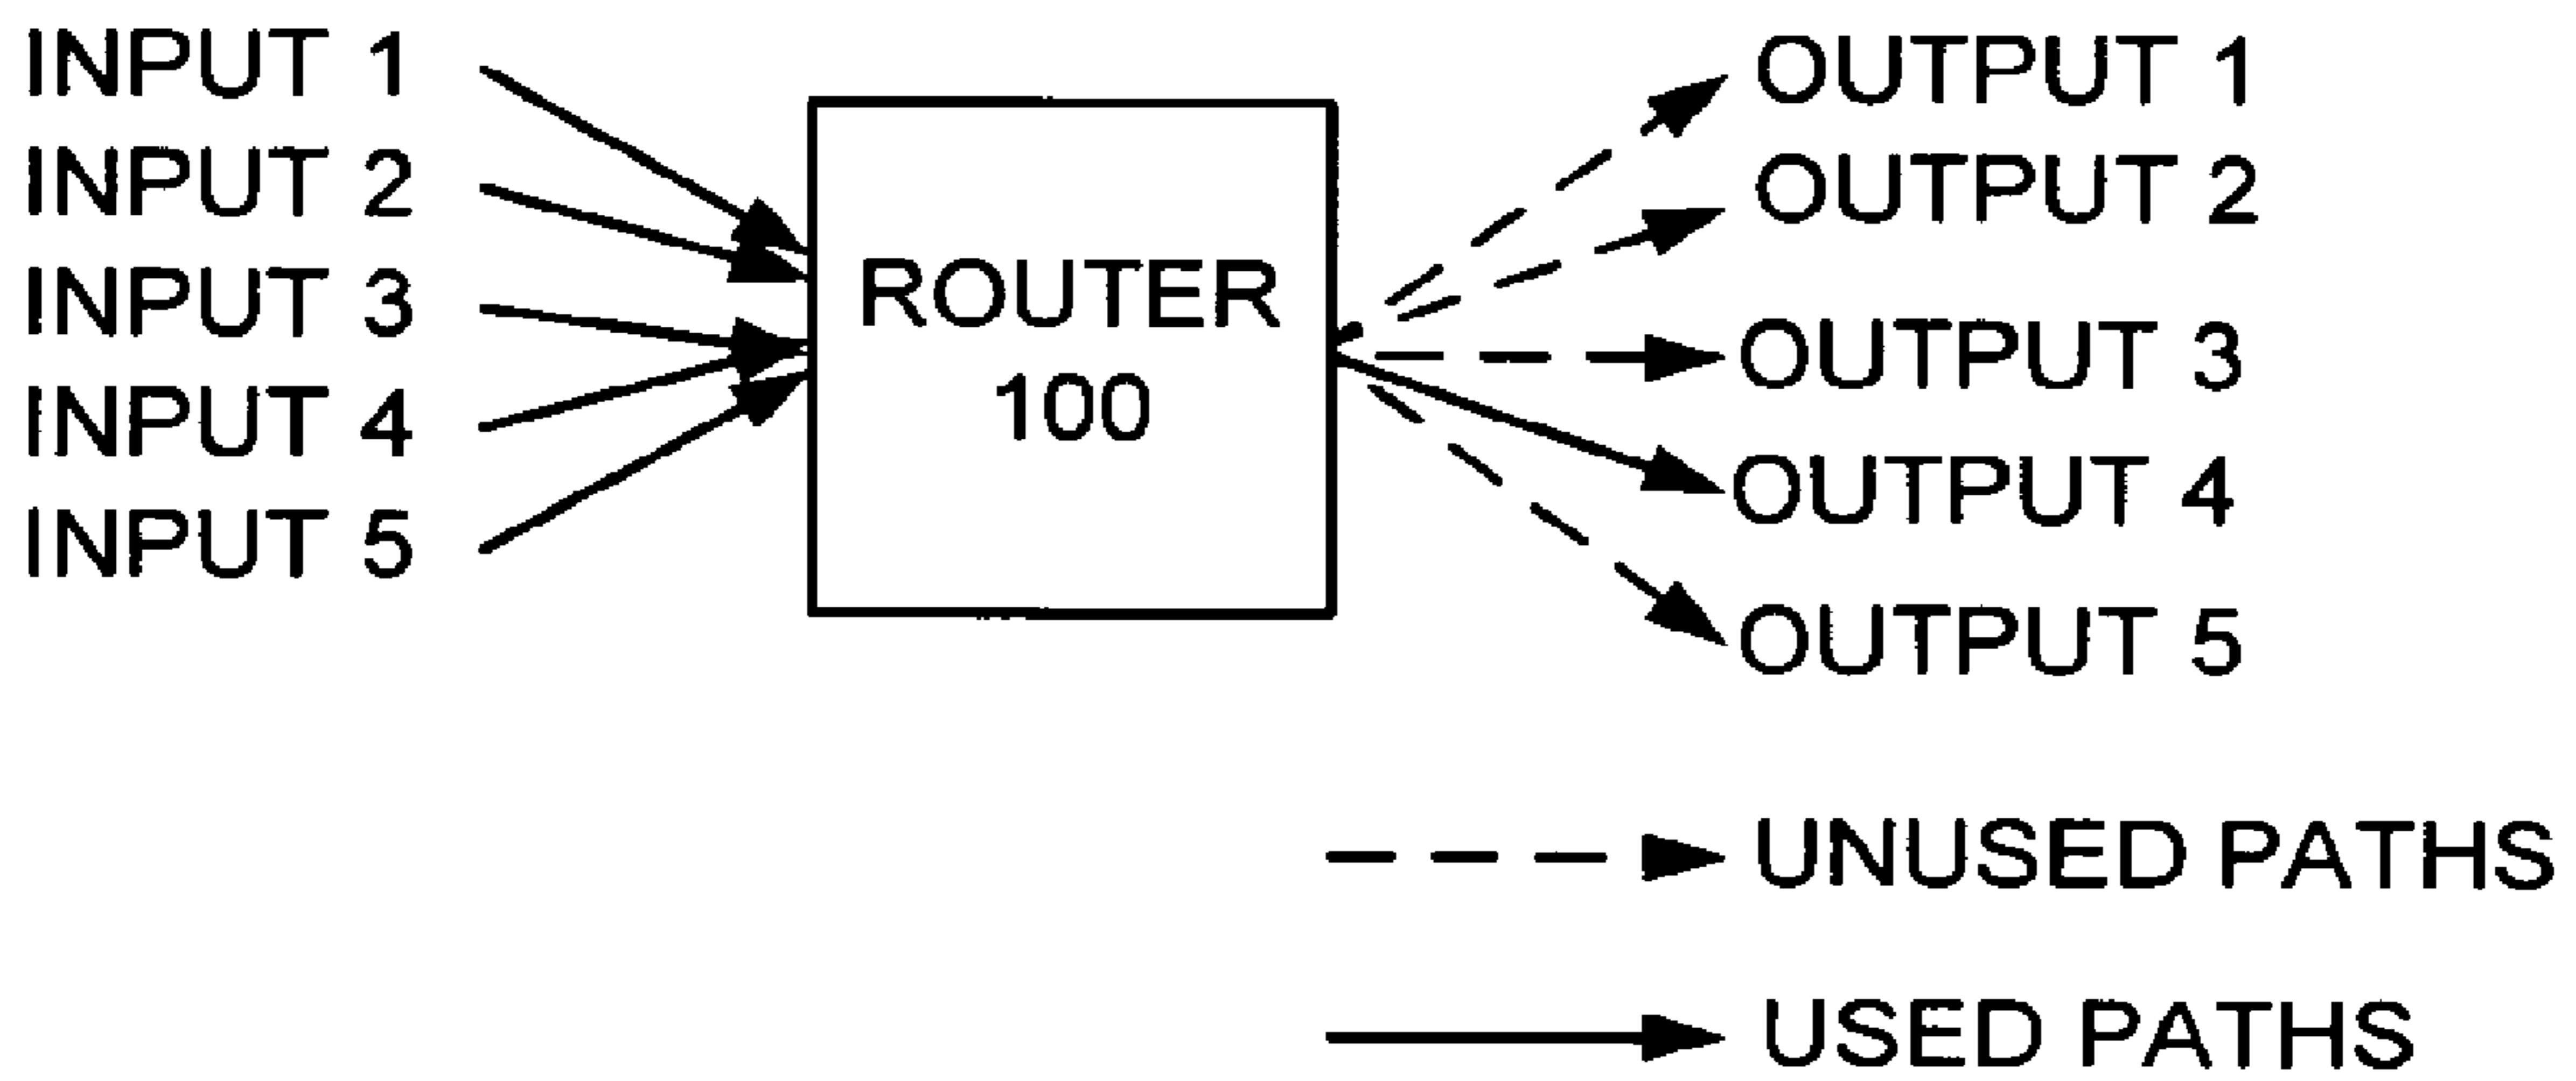 INPUT 1
INPUT 2
INPUT 3
INPUT 4
INPUT 5
ROUTER
100
OUTPUT 1
OUTPUT 2
OUTPUT 3
OUTPUT 4
OUTPUT 5
UNUSED PATHS
USED PATHS